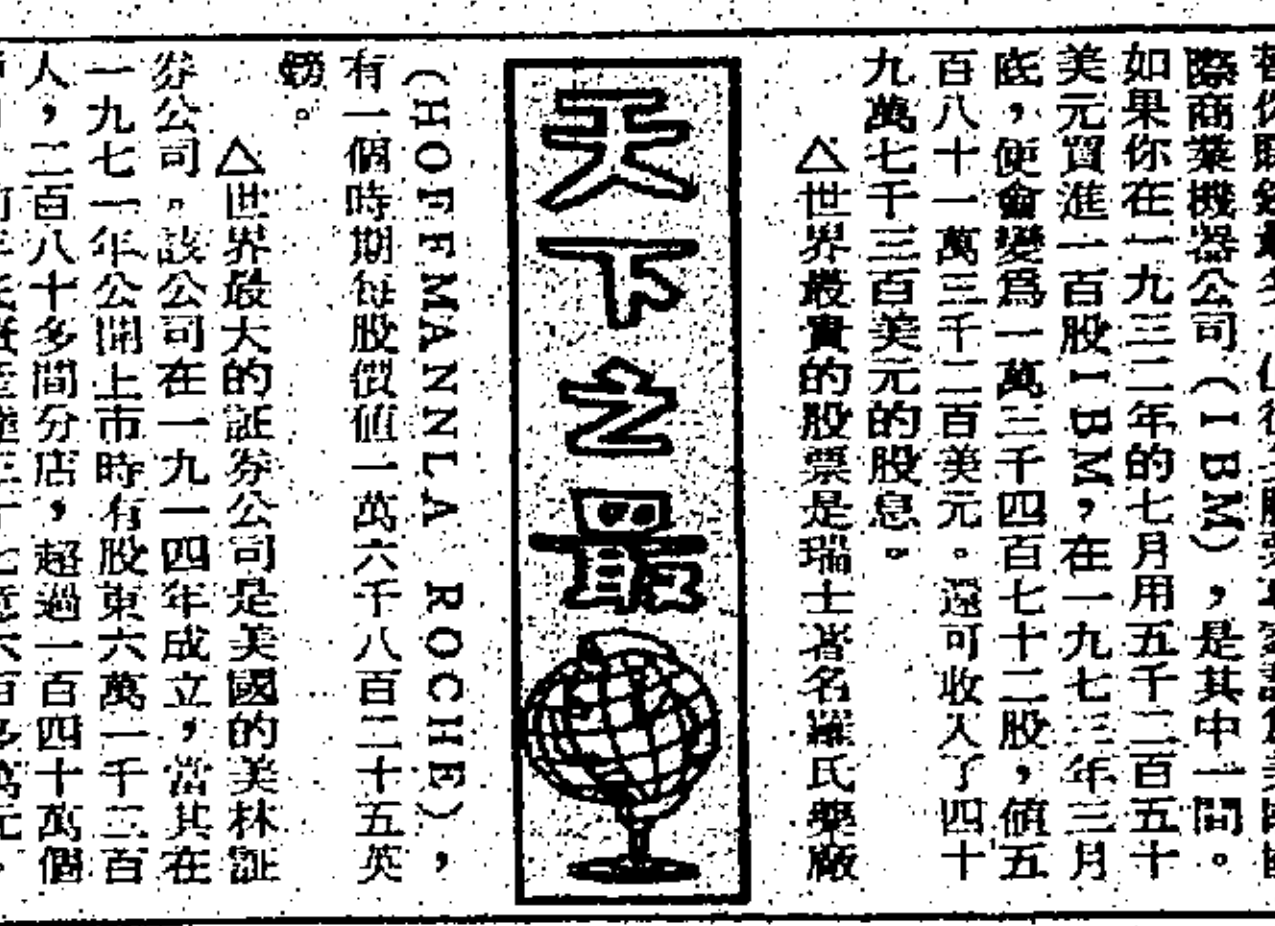 際商業機器公司（IBM），是其中一間。
如果你在一九三二年的七月用五千二百五十
美元買進一百股IBM，在一九七三年三月
底，便會變爲一萬三千四百七十二股，值五
百八十一萬三千二百美元。還可收入了四十
九萬七千三百美元的股息。
△世界最貴的股票是瑞士著名羅氏藥廠
天下之最
（HOFFMANNLA ROCHE），
有一個時期每股價值一萬六千八百二十五英
鎊。
△世界最大的証券公司是美國的美林証
券公司。該公司在一九一四年成立，當其在
一九七一年公開上市時有股東六萬一千三百
人，二百八十多間分店，超過一百四十萬個